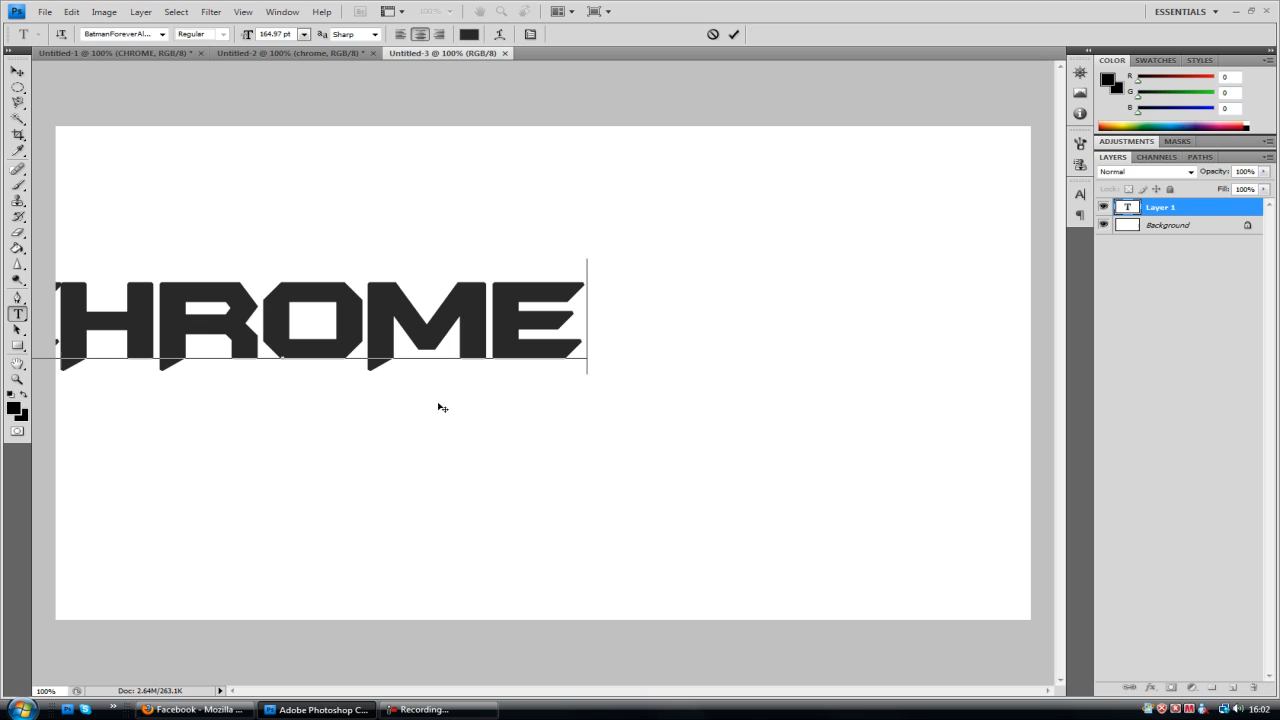 Ps File Edit Image Layer Select Filter View Window Help 100% ESSENTIALS
T BatmanForeverAl... Regular 164.97 pt Sharp
Untitled-1 @ 100% (CHROME, RGB/8) * × Untitled-2 @ 100% (chrome, RGB/8) * × Untitled-3 @ 100% (RGB/8) ×
COLOR SWATCHES STYLES
R 0
G 0
B 0
ADJUSTMENTS MASKS
LAYERS CHANNELS PATHS
Normal Opacity: 100%
Lock: Fill: 100%
T Layer 1
Background
CHROME
100% Doc: 2.64M/263.1K
Facebook - Mozilla ... Adobe Photoshop C... Recording... 16:02